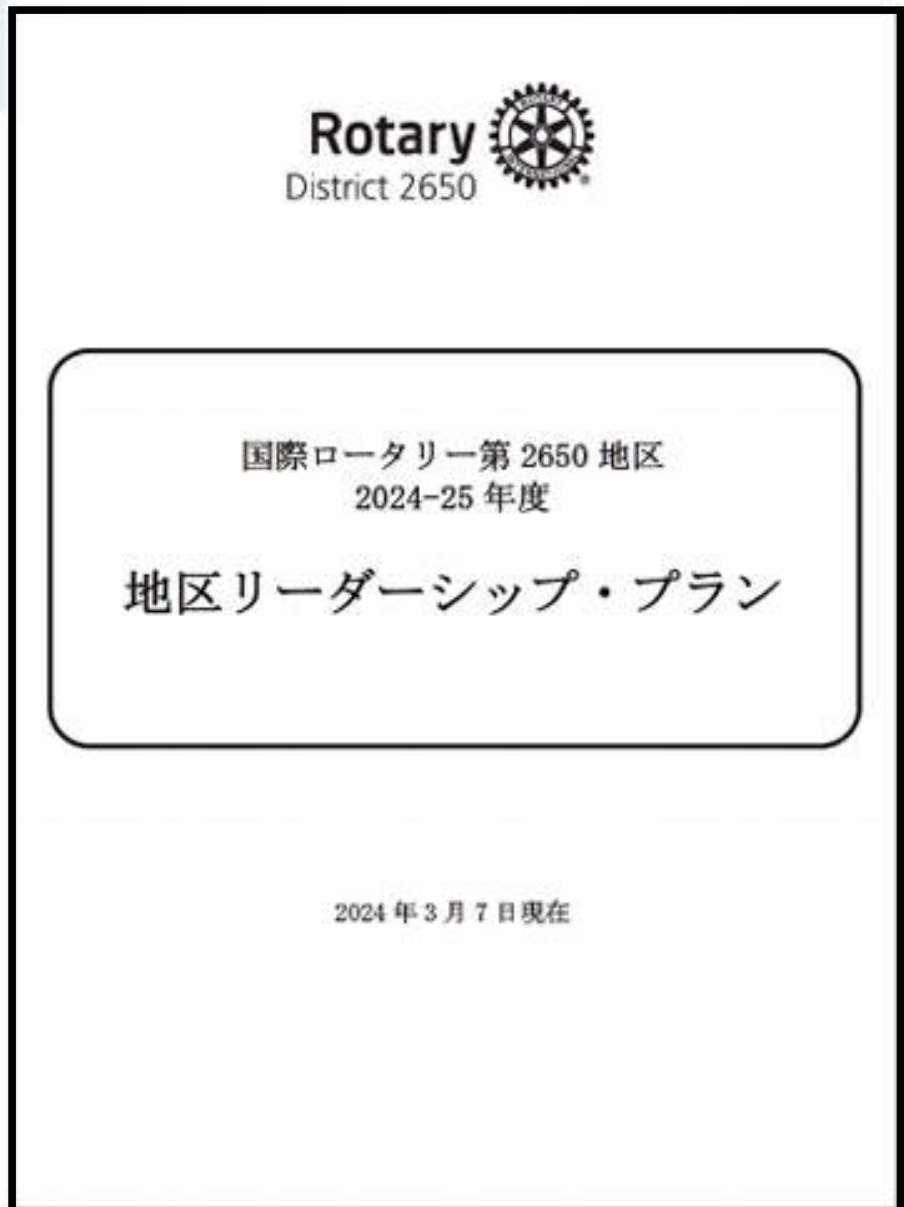 Rotary
District 2650
国際ロータリー第 2650 地区
2024-25 年度
地区リーダーシップ・プラン
2024 年 3 月 7 日現在